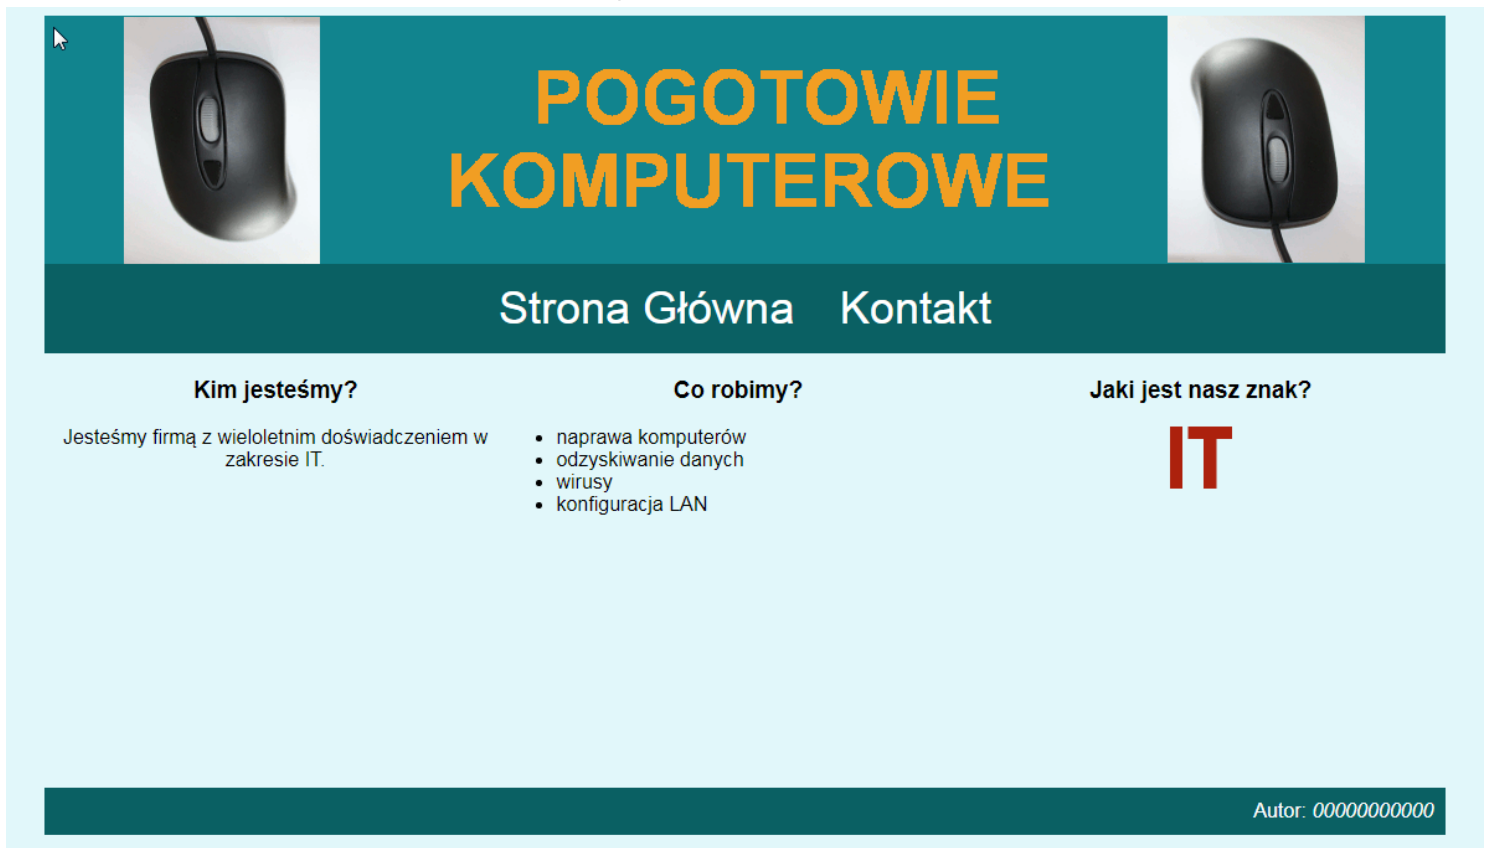 POGOTOWIE
KOMPUTEROWE
Strona Główna Kontakt
Kim jesteśmy?
Jesteśmy firmą z wieloletnim doświadczeniem w
zakresie IT.
Co robimy?
• naprawa komputerów
• odzyskiwanie danych
• wirusy
• konfiguracja LAN
Jaki jest nasz znak?
IT
Autor: 00000000000